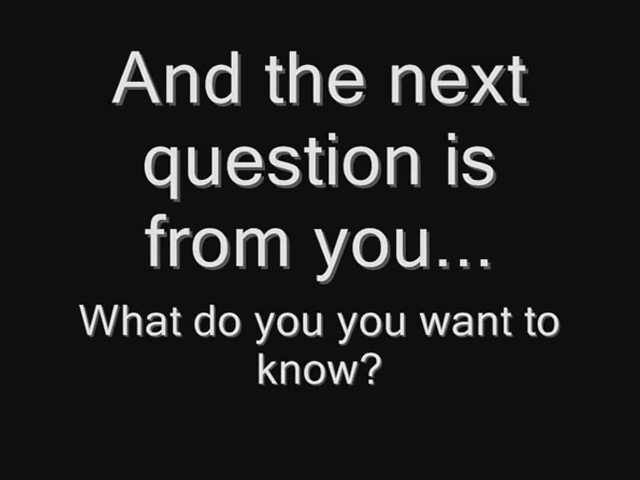 And the next
question is
from you...
What do you you want to
know?